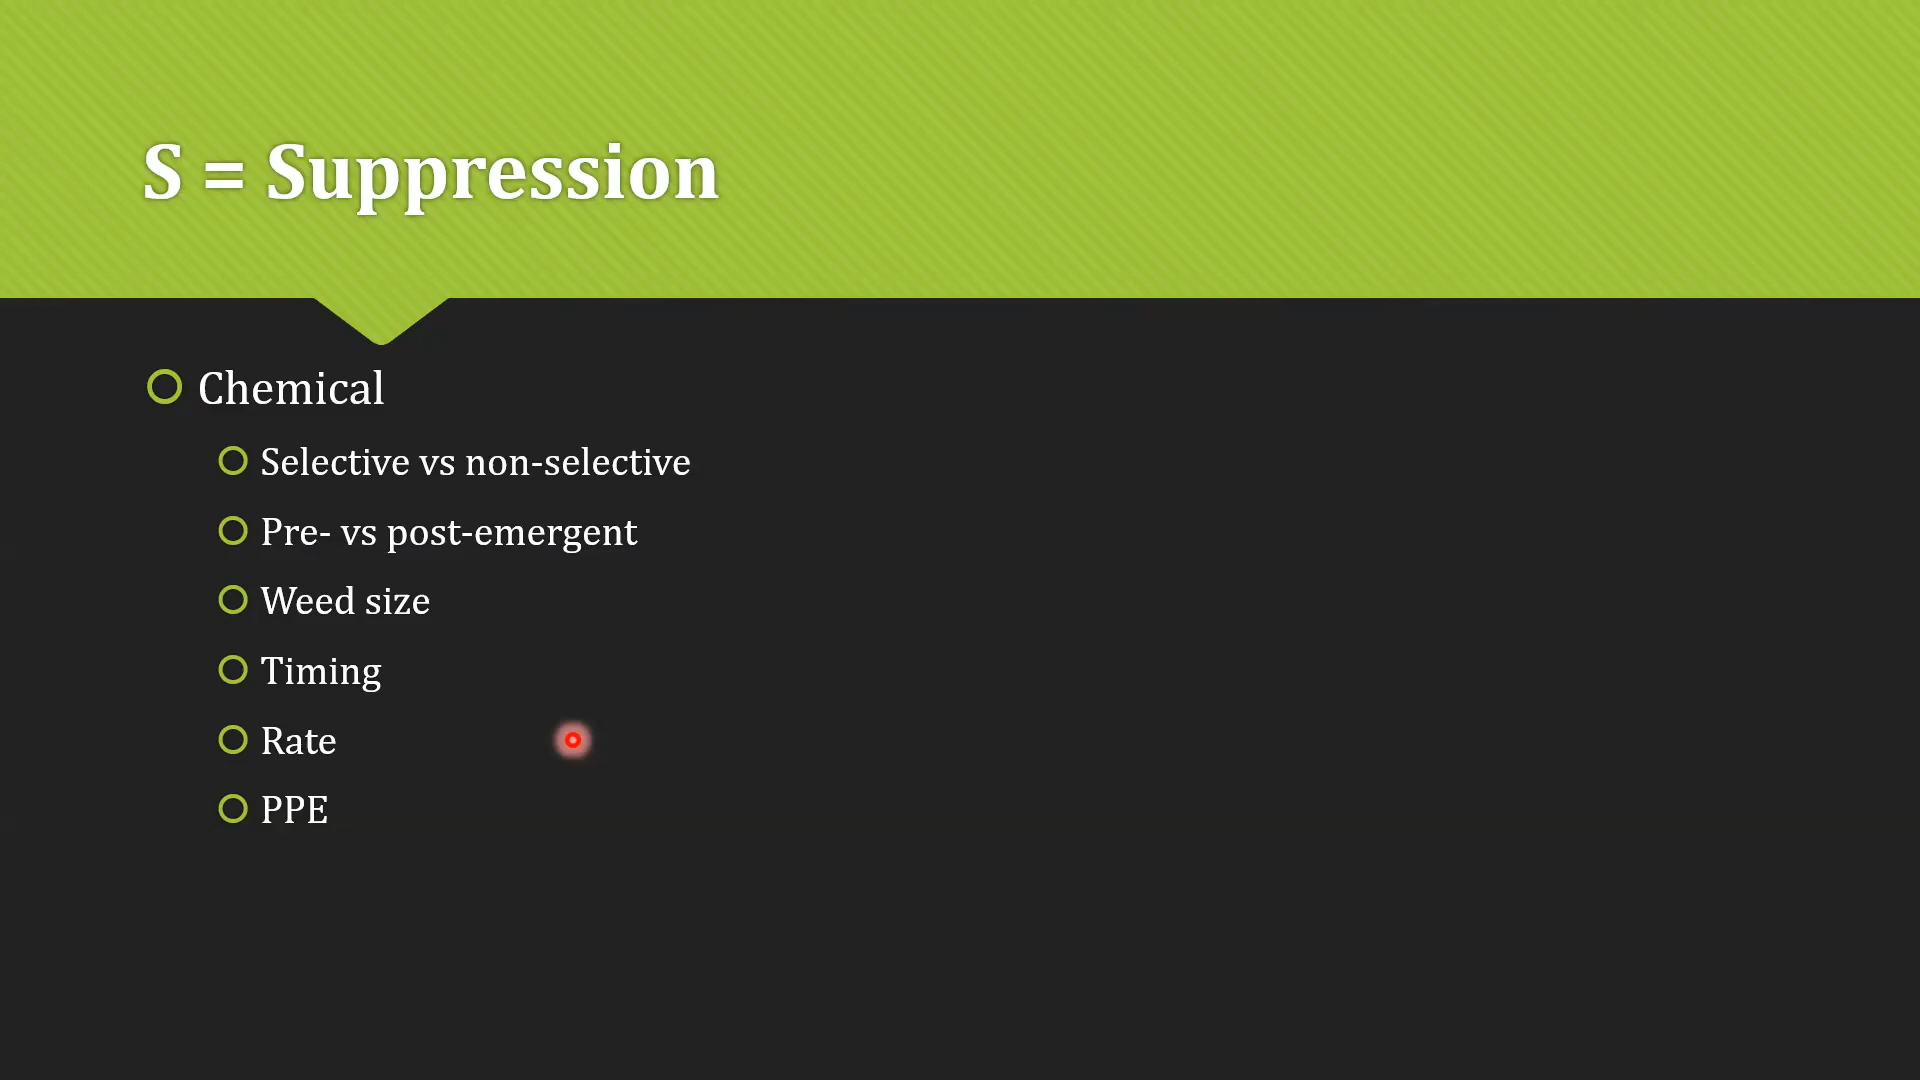 S = Suppression
Chemical
Selective vs non-selective
Pre- vs post-emergent
Weed size
Timing
Rate
PPE